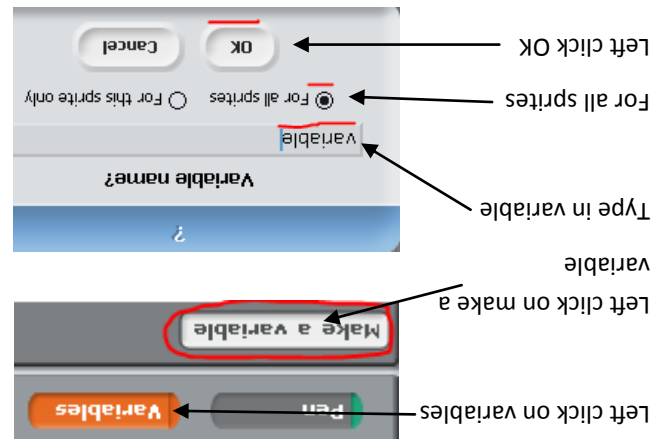 Left click on variables
Pen
Variables
Left click on make a
variable
Make a variable
?
Type in variable
Variable name?
variable
For all sprites
For all sprites
For this sprite only
Left click OK
OK
Cancel